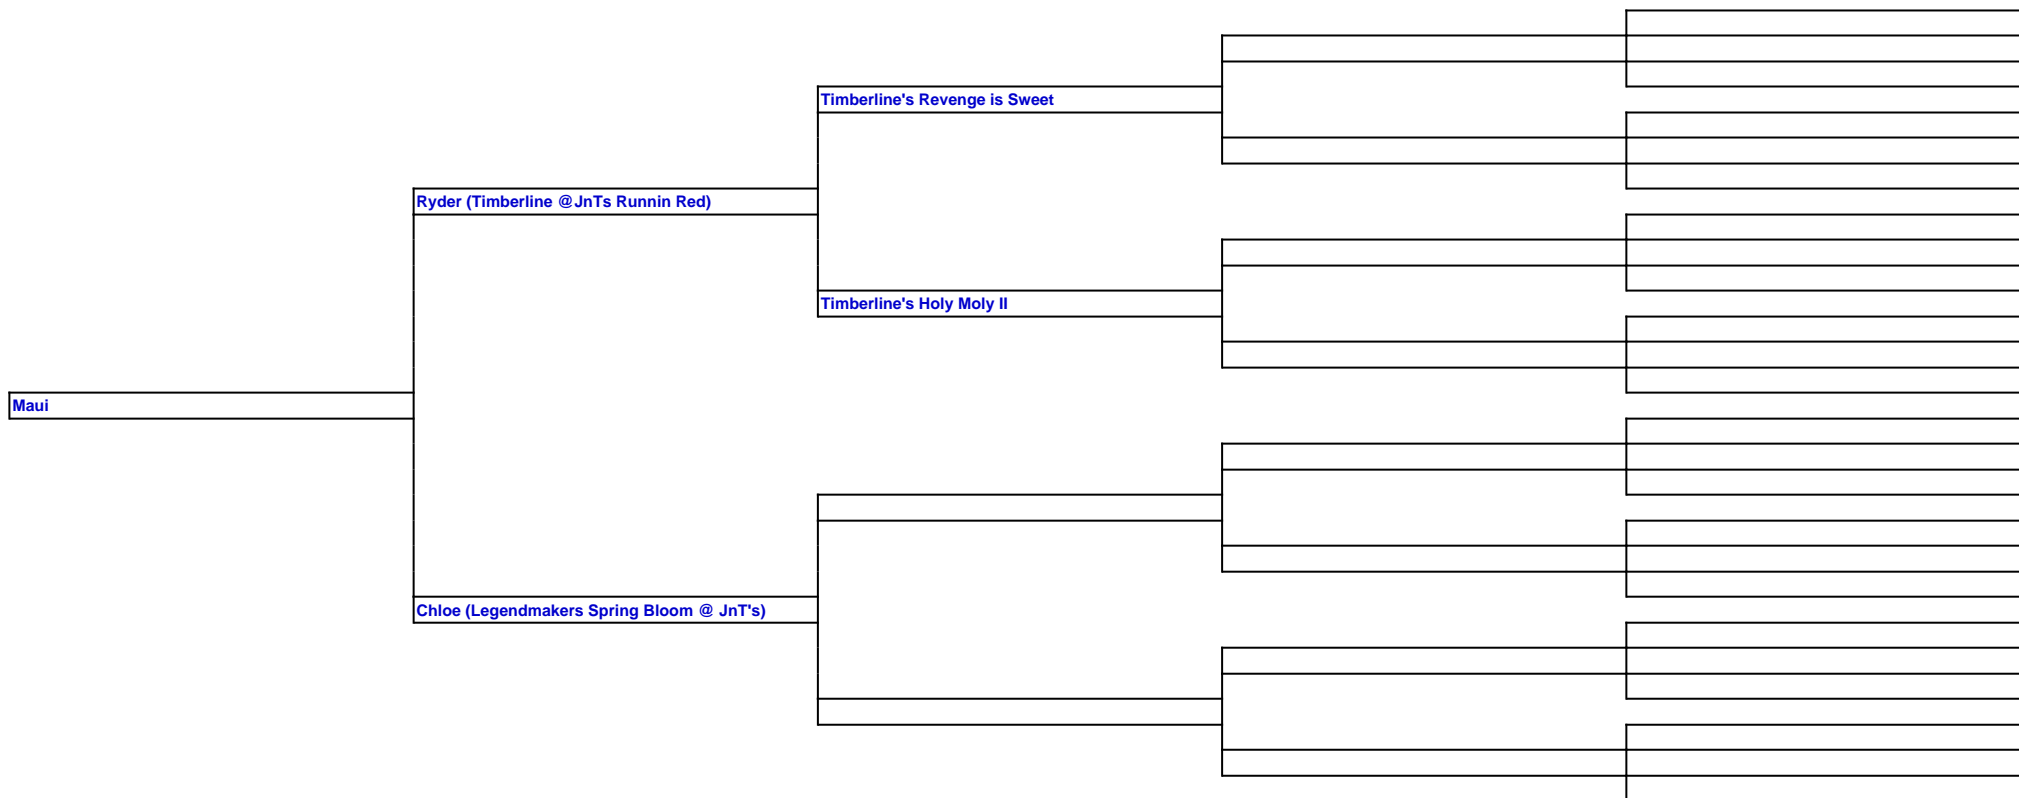 Timberline's Revenge is Sweet
Ryder (Timberline @JnTs Runnin Red)
Timberline's Holy Moly II
Maui
Chloe (Legendmakers Spring Bloom @ JnT's)